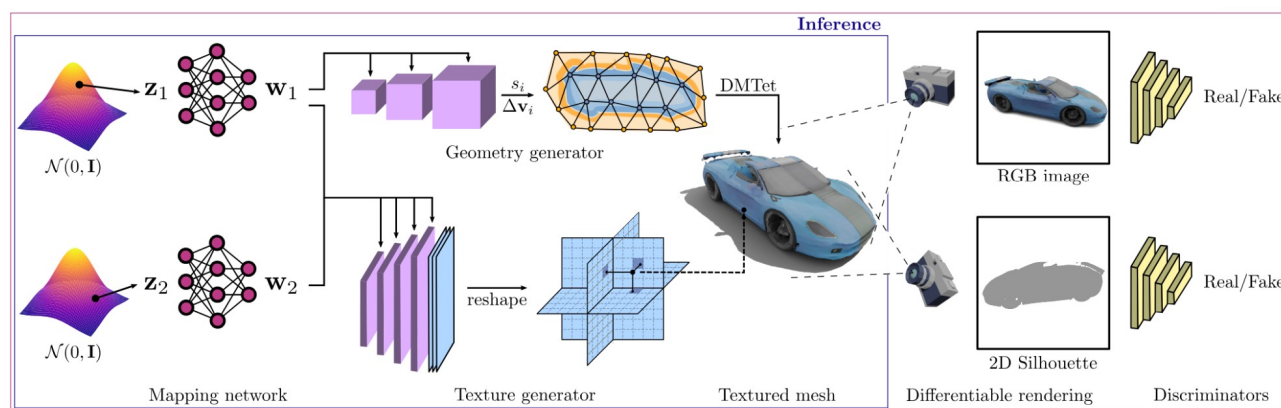 Inference
z₁
w₁
sᵢ
Δvᵢ
DMTet
Real/Fake
Geometry generator
𝒩(0, I)
RGB image
z₂
w₂
reshape
Real/Fake
𝒩(0, I)
2D Silhouette
Mapping network
Texture generator
Textured mesh
Differentiable rendering
Discriminators